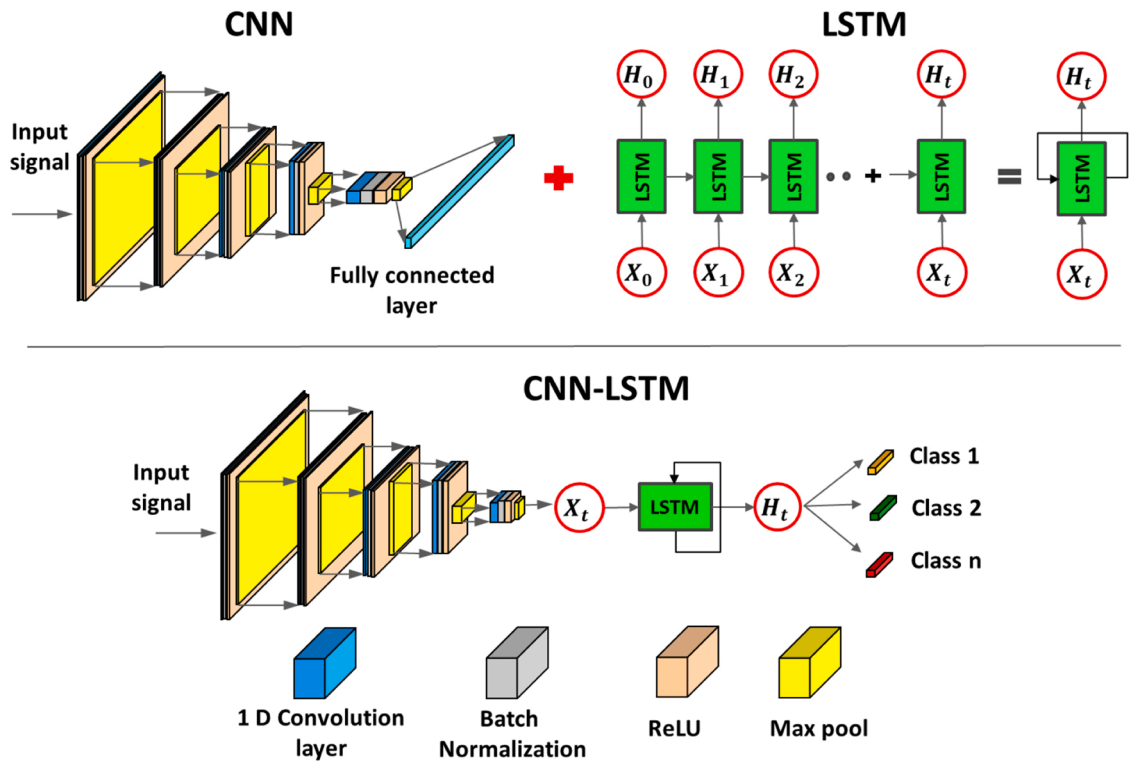 CNN
LSTM
Input
signal
Fully connected
layer
H₀ H₁ H₂ Hₜ Hₜ
LSTM LSTM LSTM LSTM LSTM
+ •• + =
X₀ X₁ X₂ Xₜ Xₜ
CNN-LSTM
Input
signal
Xₜ LSTM Hₜ
Class 1
Class 2
Class n
1 D Convolution
layer
Batch
Normalization
ReLU
Max pool